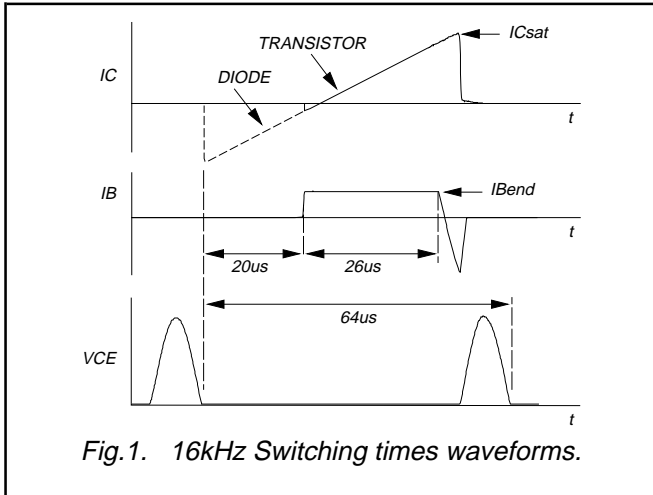 ICsat
TRANSISTOR
IC
DIODE
t
IB
IBend
t
20us
26us
64us
VCE
t
Fig.1. 16kHz Switching times waveforms.